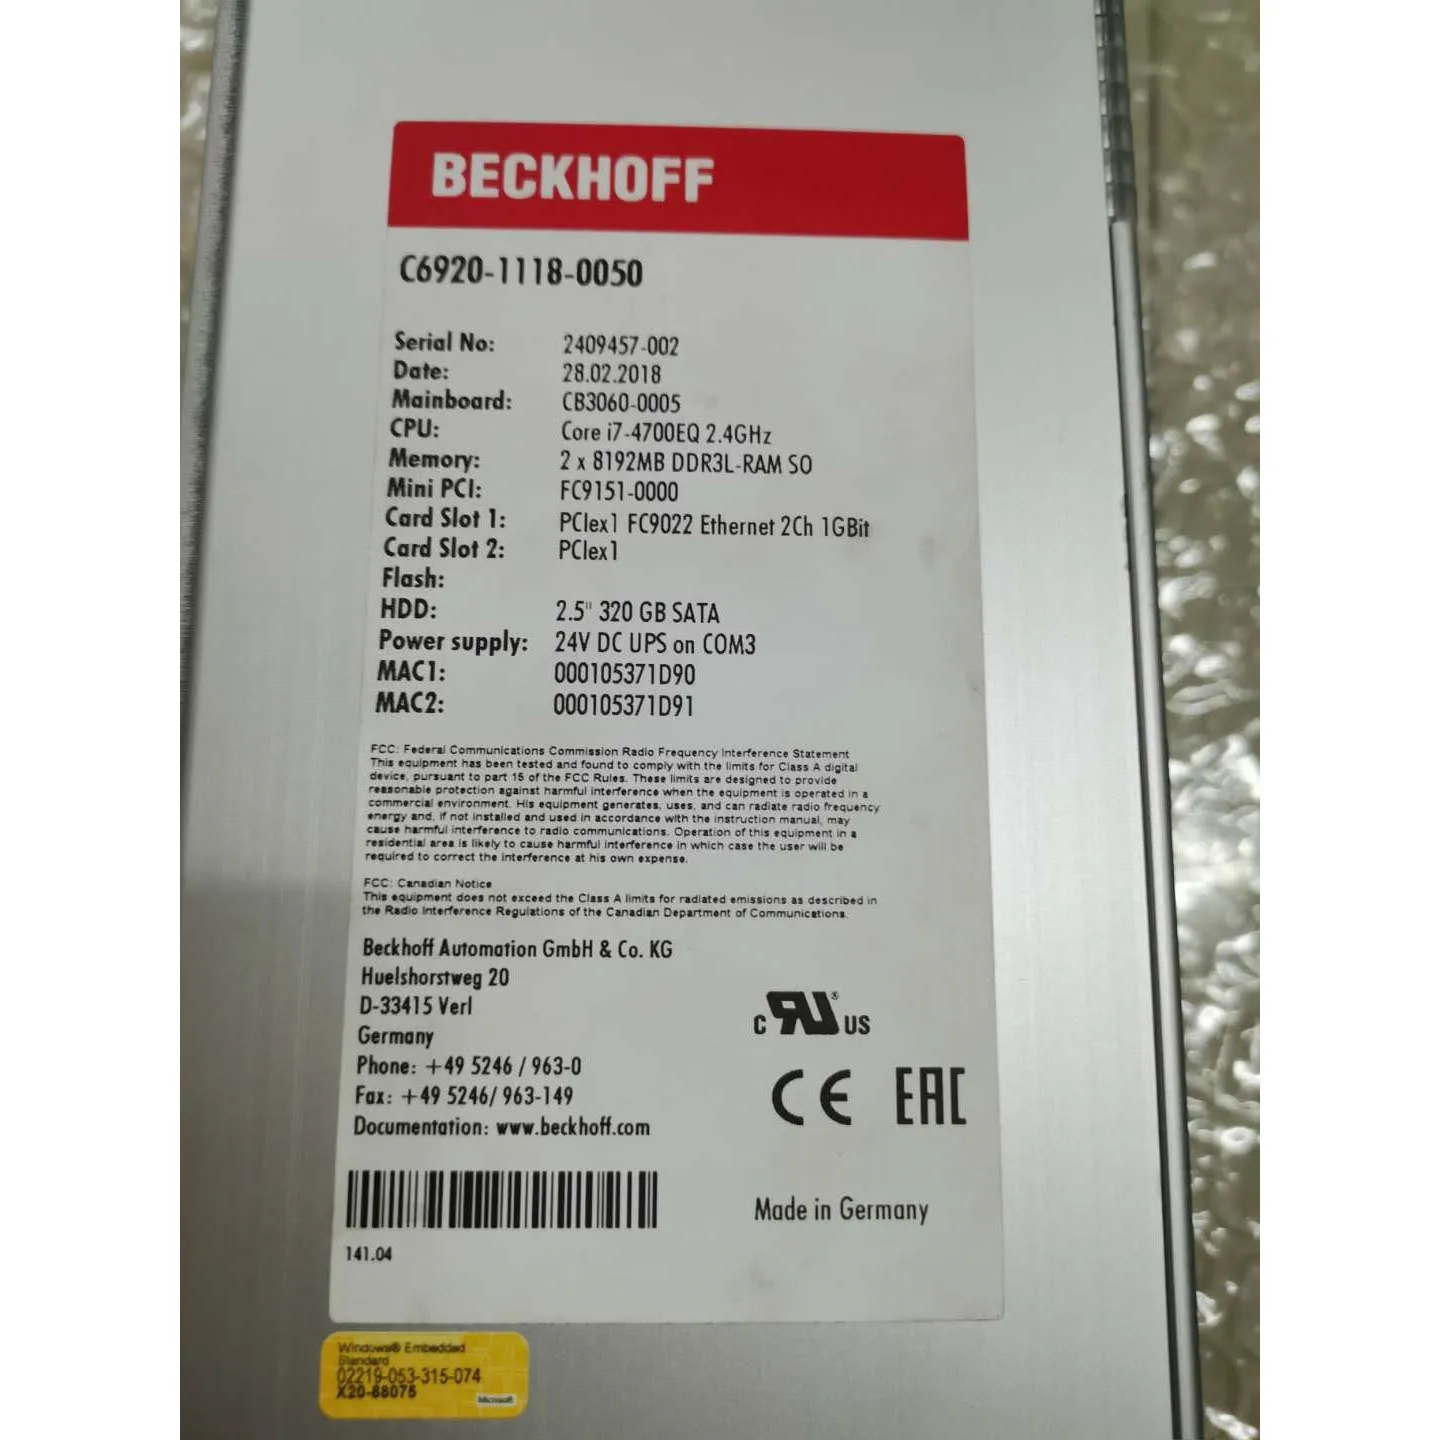 BECKHOFF
C6920-1118-0050
Serial No: 2409457-002
Date: 28.02.2018
Mainboard: CB3060-0005
CPU: Core i7-4700EQ 2.4GHz
Memory: 2 x 8192MB DDR3L-RAM SO
Mini PCI: FC9151-0000
Card Slot 1: PCIex1 FC9022 Ethernet 2Ch 1GBit
Card Slot 2: PCIex1
Flash:
HDD: 2.5" 320 GB SATA
Power supply: 24V DC UPS on COM3
MAC1: 000105371D90
MAC2: 000105371D91
FCC: Federal Communications Commission Radio Frequency Interference Statement
This equipment has been tested and found to comply with the limits for Class A digital
device, pursuant to part 15 of the FCC Rules. These limits are designed to provide
reasonable protection against harmful interference when the equipment is operated in a
commercial environment. His equipment generates, uses, and can radiate radio frequency
energy and, if not installed and used in accordance with the instruction manual, may
cause harmful interference to radio communications. Operation of this equipment in a
residential area is likely to cause harmful interference in which case the user will be
required to correct the interference at his own expense.
FCC: Canadian Notice
This equipment does not exceed the Class A limits for radiated emissions as described in
the Radio Interference Regulations of the Canadian Department of Communications.
Beckhoff Automation GmbH & Co. KG
Huelshorstweg 20
D-33415 Verl
Germany
Phone: +49 5246 / 963-0
Fax: +49 5246/ 963-149
Documentation: www.beckhoff.com
c RU ® US
CE EAC
Made in Germany
141.04
Windows® Embedded
Standard
02219-053-315-074
X20-88075
Microsoft